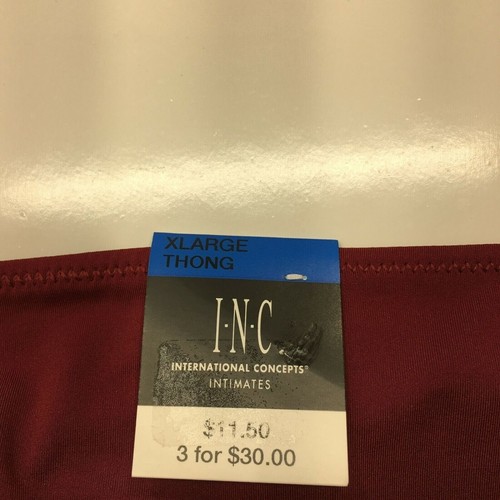 XLARGE
THONG
I·N·C
INTERNATIONAL CONCEPTS®
INTIMATES
$11.50
3 for $30.00